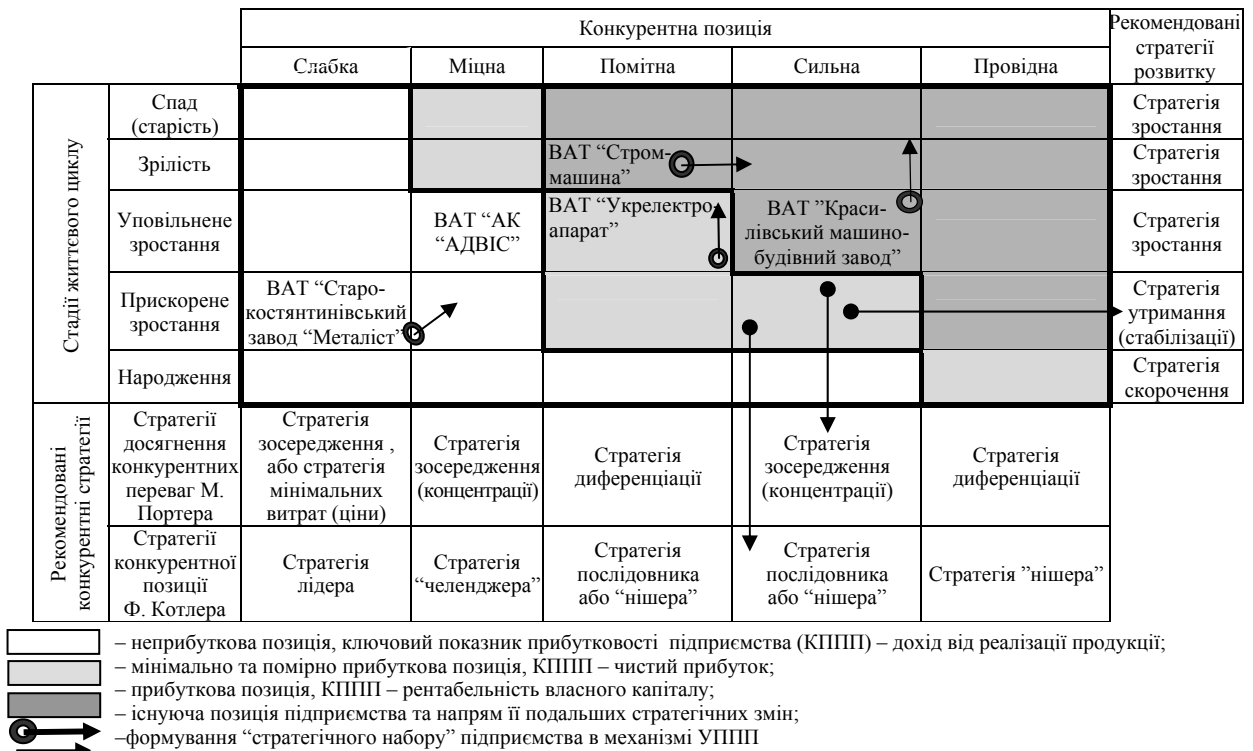 Конкурентна позиція
Рекомендовані
стратегії
розвитку
Слабка
Міцна
Помітна
Сильна
Провідна
Стадії життєвого циклу
Спад
(старість)
Стратегія
зростання
Зрілість
ВАТ “Стром-
машина”
Стратегія
зростання
Уповільнене
зростання
ВАТ “АК
“АДВІС”
ВАТ “Укрелектро-
апарат”
ВАТ ”Краси-
лівський машино-
будівний завод”
Стратегія
зростання
Прискорене
зростання
ВАТ “Старо-
костянтинівський
завод “Металіст”
Стратегія
утримання
(стабілізації)
Народження
Стратегія
скорочення
Рекомендовані
конкурентні стратегії
Стратегії
досягнення
конкурентних
переваг М.
Портера
Стратегія
зосередження ,
або стратегія
мінімальних
витрат (ціни)
Стратегія
зосередження
(концентрації)
Стратегія
диференціації
Стратегія
зосередження
(концентрації)
Стратегія
диференціації
Стратегії
конкурентної
позиції
Ф. Котлера
Стратегія
лідера
Стратегія
“челенджера”
Стратегія
послідовника
або “нішера”
Стратегія
послідовника
або “нішера”
Стратегія ”нішера”
– неприбуткова позиція, ключовий показник прибутковості підприємства (КППП) – дохід від реалізації продукції;
– мінімально та помірно прибуткова позиція, КППП – чистий прибуток;
– прибуткова позиція, КППП – рентабельність власного капіталу;
– існуюча позиція підприємства та напрям її подальших стратегічних змін;
–формування “стратегічного набору” підприємства в механізмі УППП